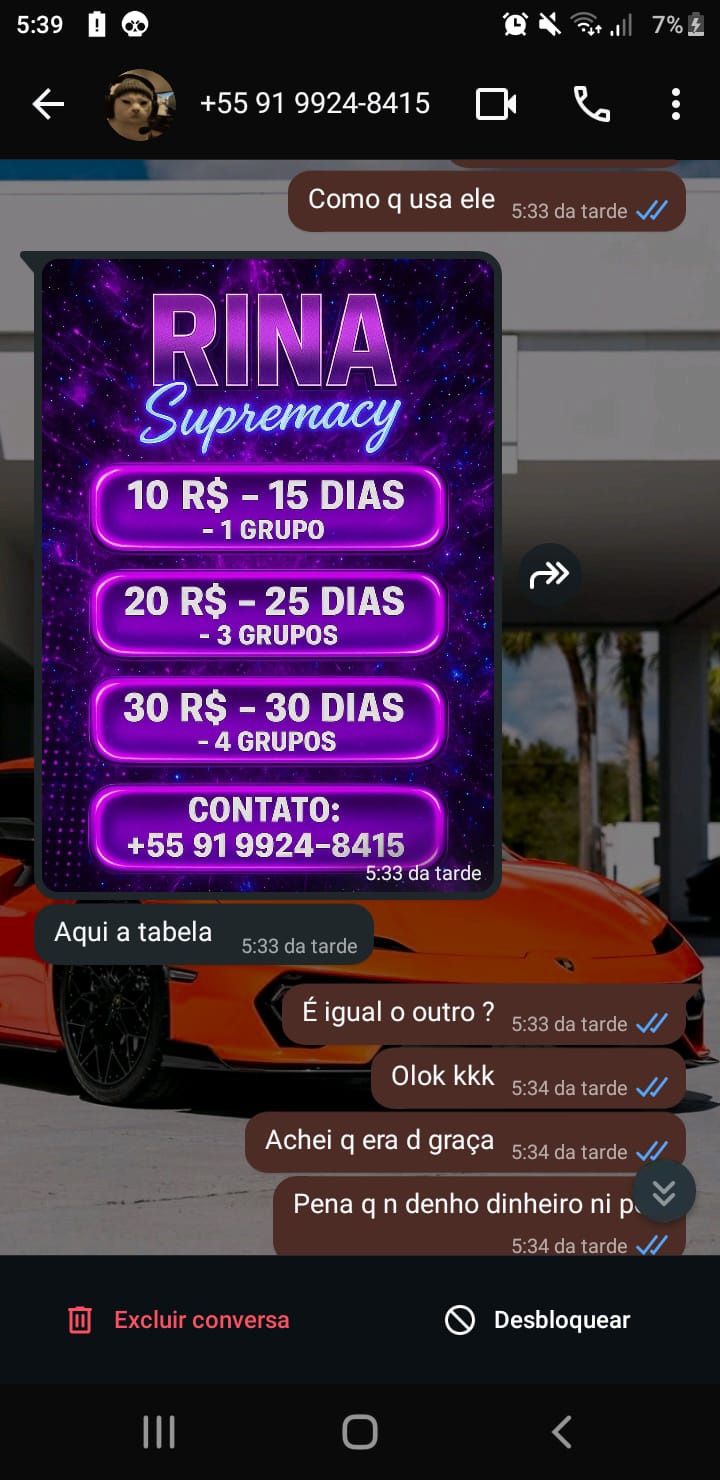 5:39
7%
+55 91 9924-8415
Como q usa ele
5:33 da tarde
RINA
Supremacy
10 R$ – 15 DIAS
- 1 GRUPO
20 R$ – 25 DIAS
- 3 GRUPOS
30 R$ – 30 DIAS
- 4 GRUPOS
CONTATO:
+55 91 9924-8415
5:33 da tarde
Aqui a tabela
5:33 da tarde
É igual o outro ?
5:33 da tarde
Olok kkk
5:34 da tarde
Achei q era d graça
5:34 da tarde
Pena q n denho dinheiro ni
5:34 da tarde
Excluir conversa
Desbloquear